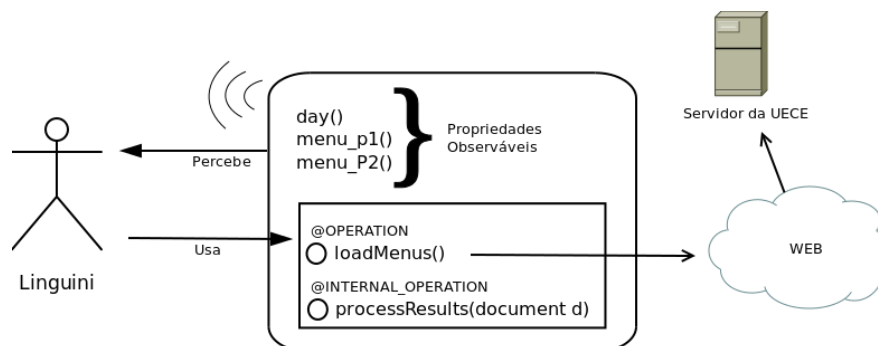 day()
menu_p1()
menu_P2()
Propriedades
Observáveis
Servidor da UECE
Percebe
Usa
Linguini
@OPERATION
loadMenus()
@INTERNAL_OPERATION
processResults(document d)
WEB